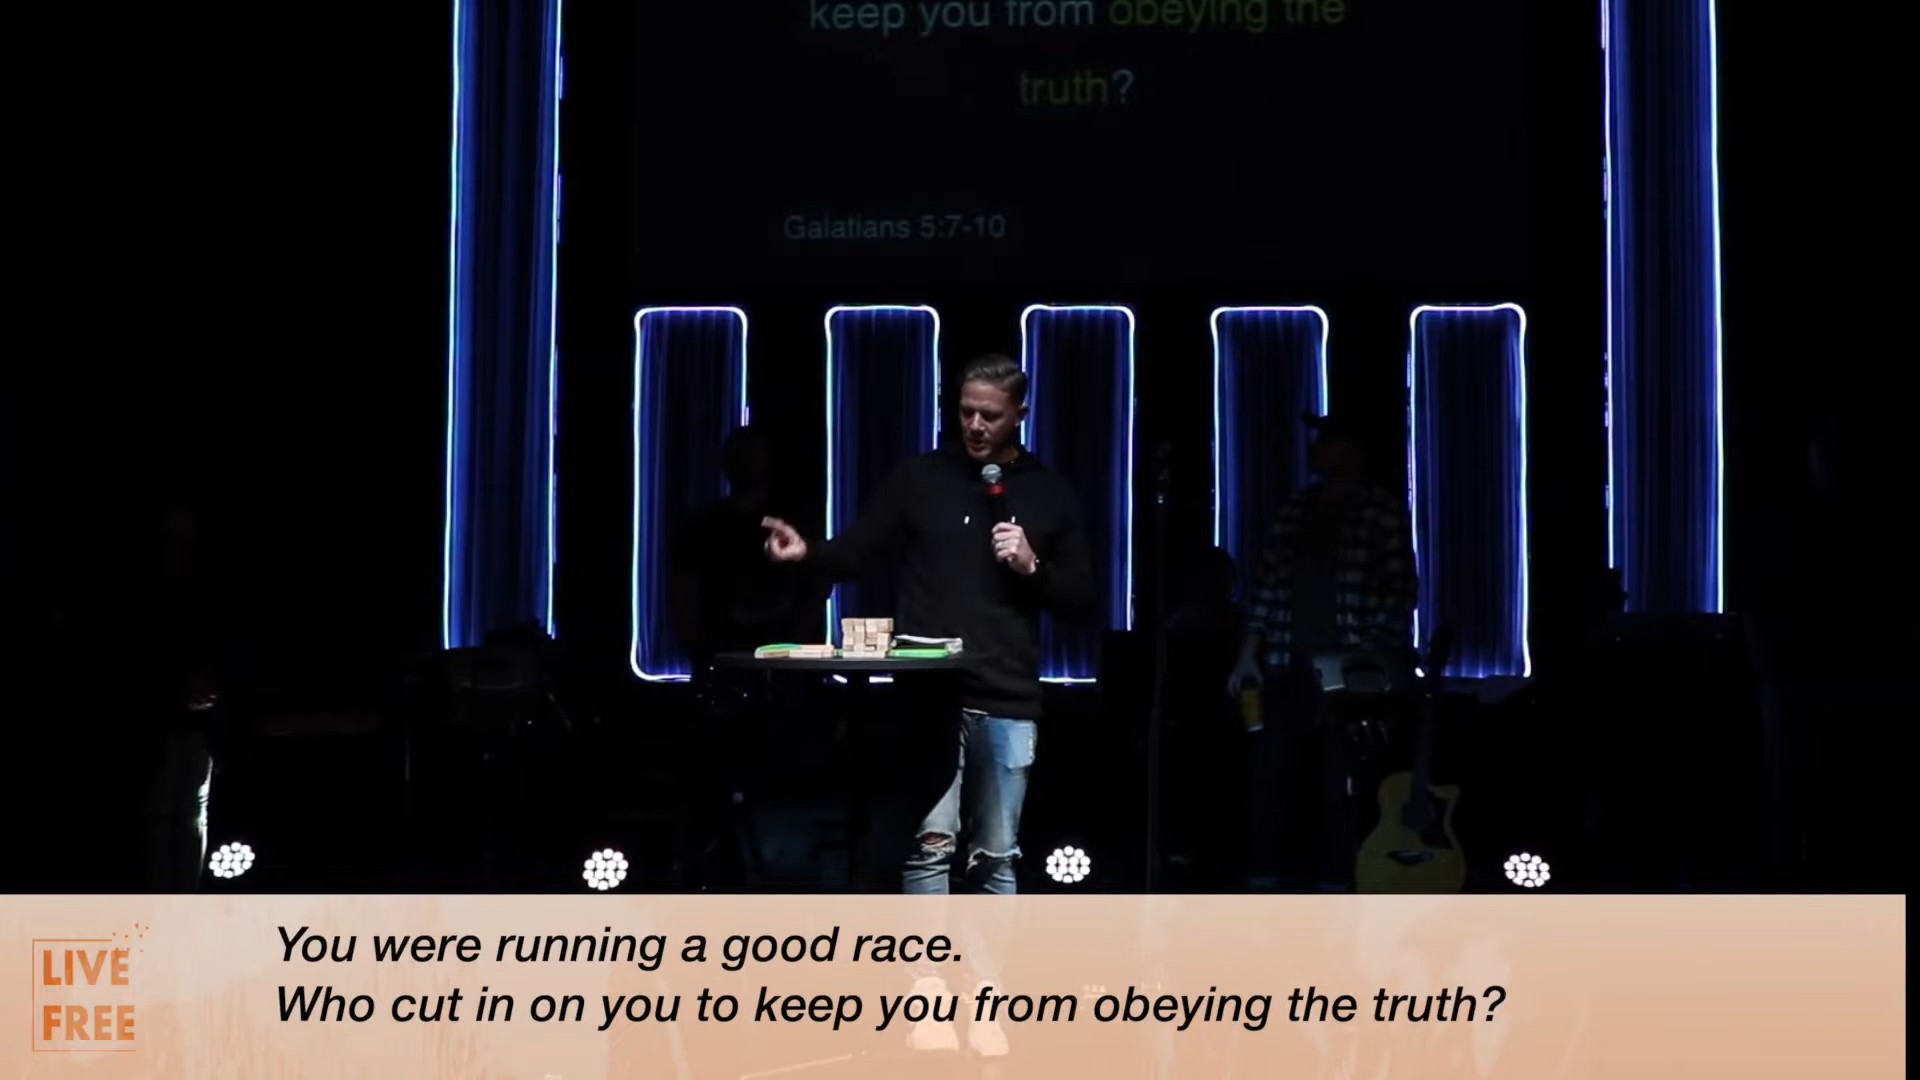 keep you from obeying the
truth?
Galatians 5:7-10
LIVE
FREE
You were running a good race.
Who cut in on you to keep you from obeying the truth?